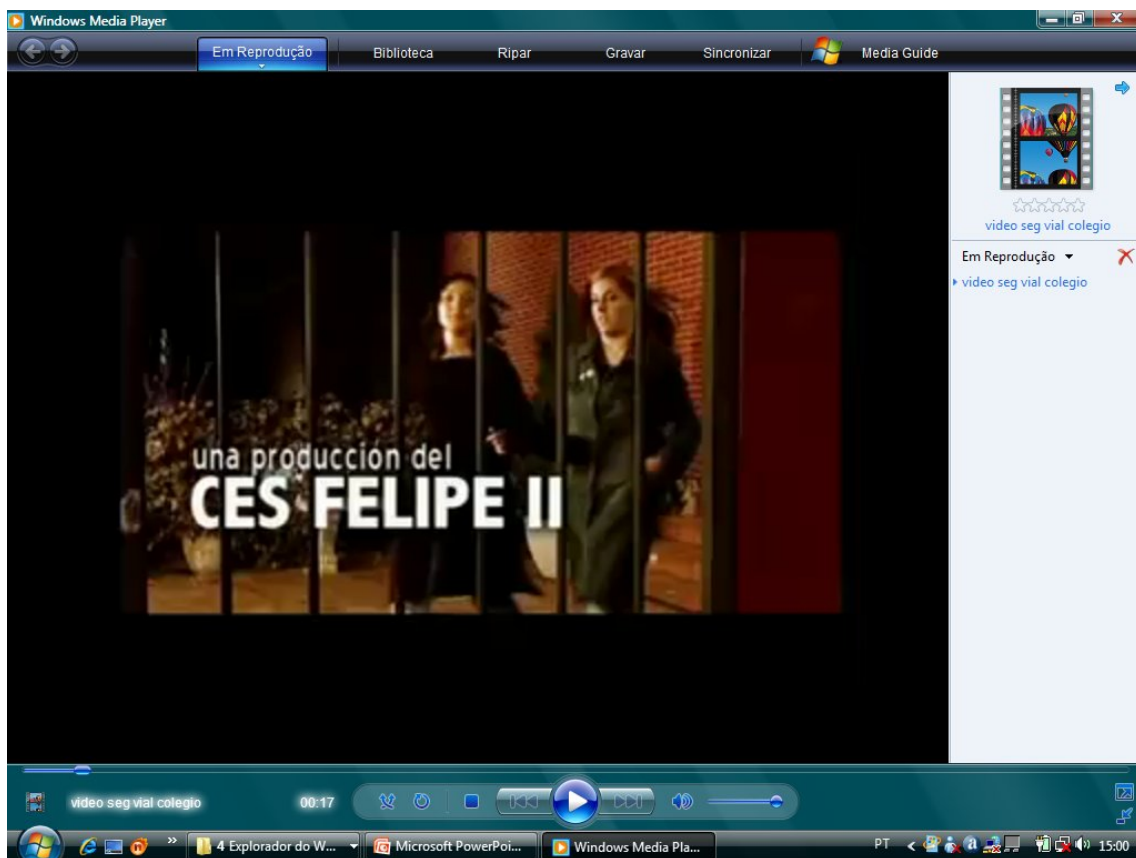 Windows Media Player
Em Reprodução
Biblioteca
Ripar
Gravar
Sincronizar
Media Guide
video seg vial colegio
Em Reprodução
video seg vial colegio
una producción del
CES FELIPE II
video seg vial colegio
00:17
4 Explorador do W...
Microsoft PowerPoi...
Windows Media Pla...
PT
15:00